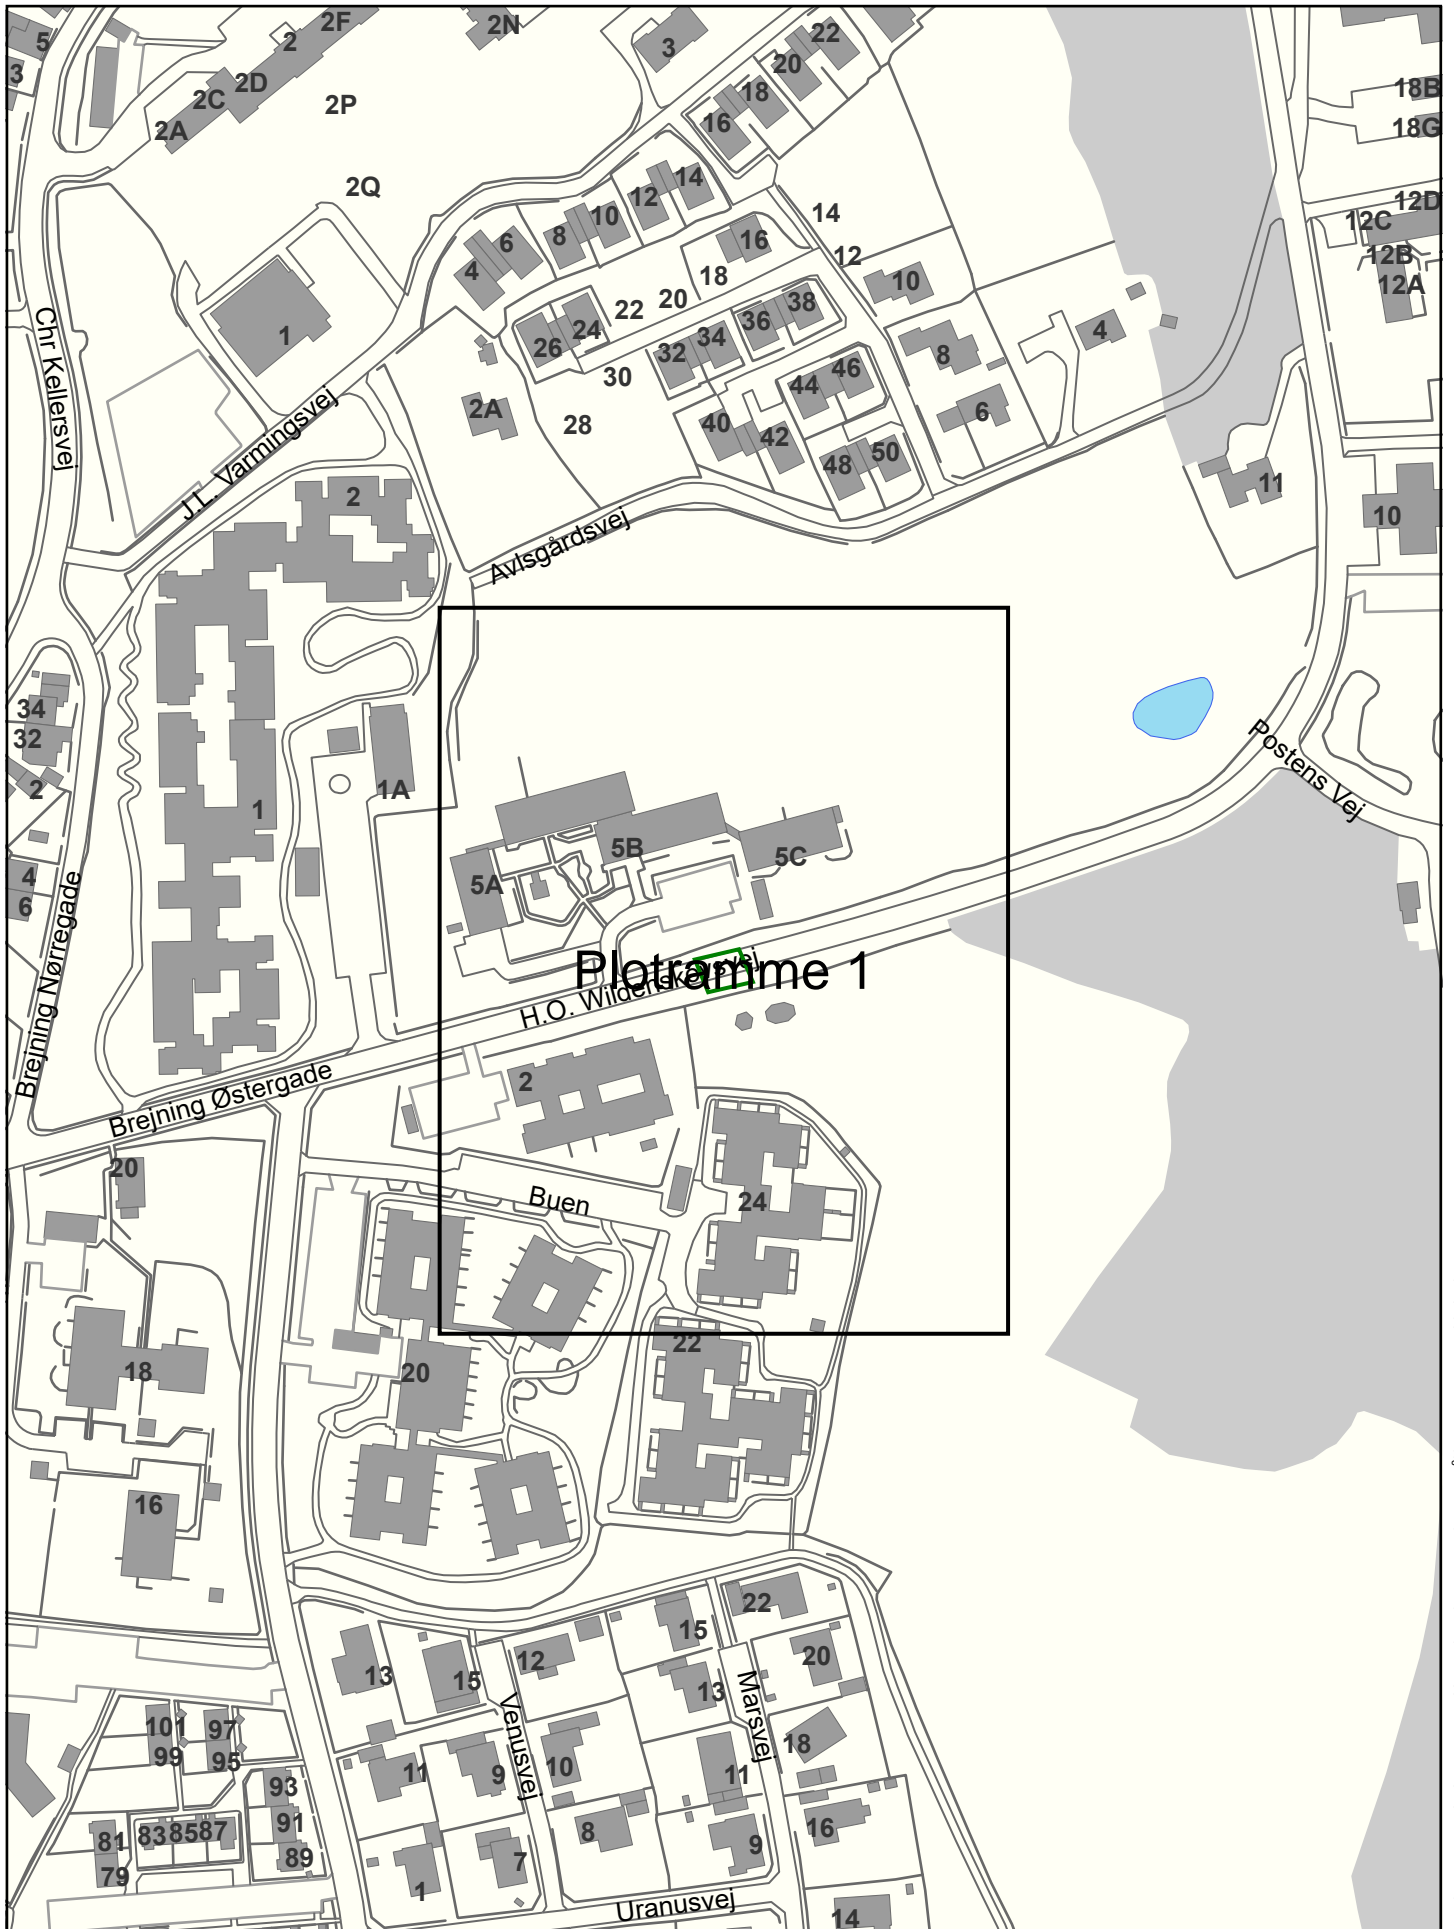 5
3
2F
2
2D
2C
2A
2P
2Q
2N
3
22
20
18
16
14
12
10
8
6
4
18B
18G
12D
12C
12B
12A
14
12
16
18
20
22
10
4
8
6
38
36
34
32
24
26
30
28
2A
46
44
40
42
48
50
11
10
1
2
Chr Kellersvej
J.L. Varmingsvej
Avlsgårdsvej
34
32
2
4
6
1A
1
5B
5C
5A
Postens Vej
Brejning Nørregade
Plotramme 1
H.O. Wildenskovsvej
Brejning Østergade
2
Buen
24
20
18
16
20
22
22
15
20
13
15
12
13
Venusvej
Marsvej
101
97
99
95
93
91
89
81
83
85
87
79
11
9
10
11
18
8
9
16
1
7
Uranusvej
14